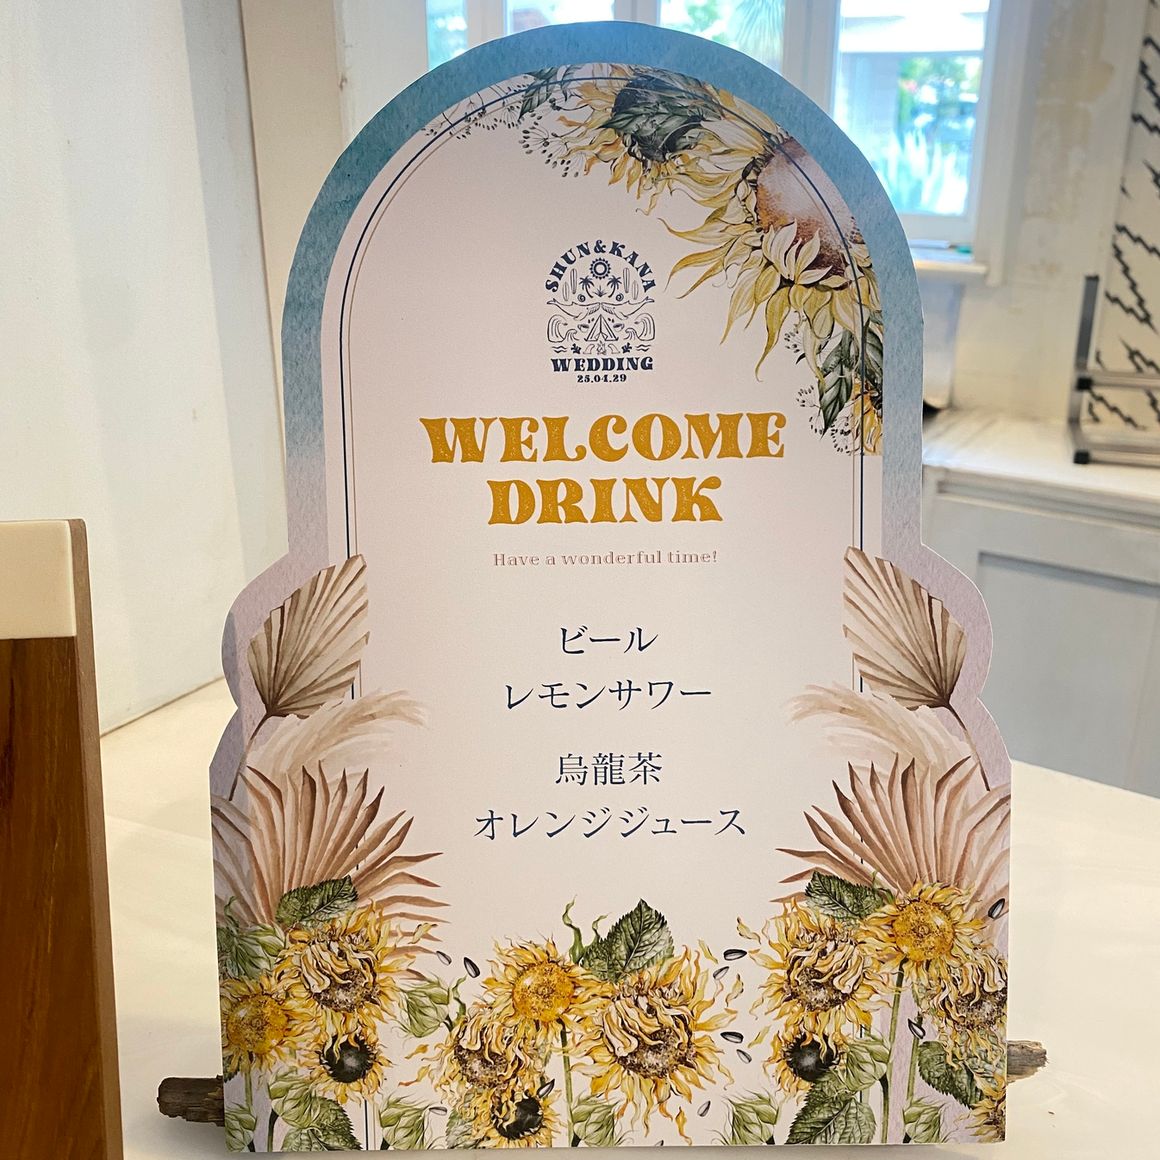 SHUN&KANA
WEDDING
25.04.29
WELCOME
DRINK
Have a wonderful time!
ビール
レモンサワー
烏龍茶
オレンジジュース